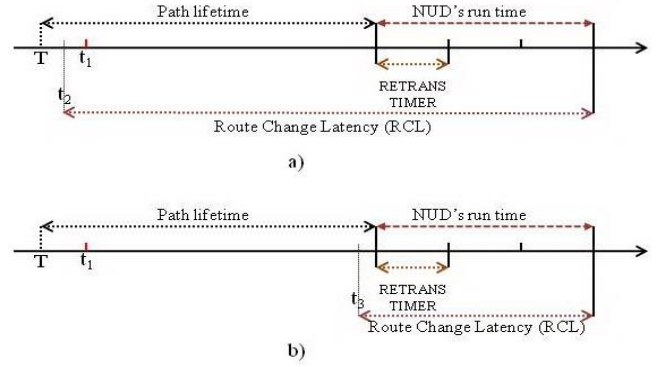 Path lifetime
NUD's run time
T
t1
t2
RETRANS
TIMER
Route Change Latency (RCL)
a)
Path lifetime
NUD's run time
T
t1
t3
RETRANS
TIMER
Route Change Latency (RCL)
b)